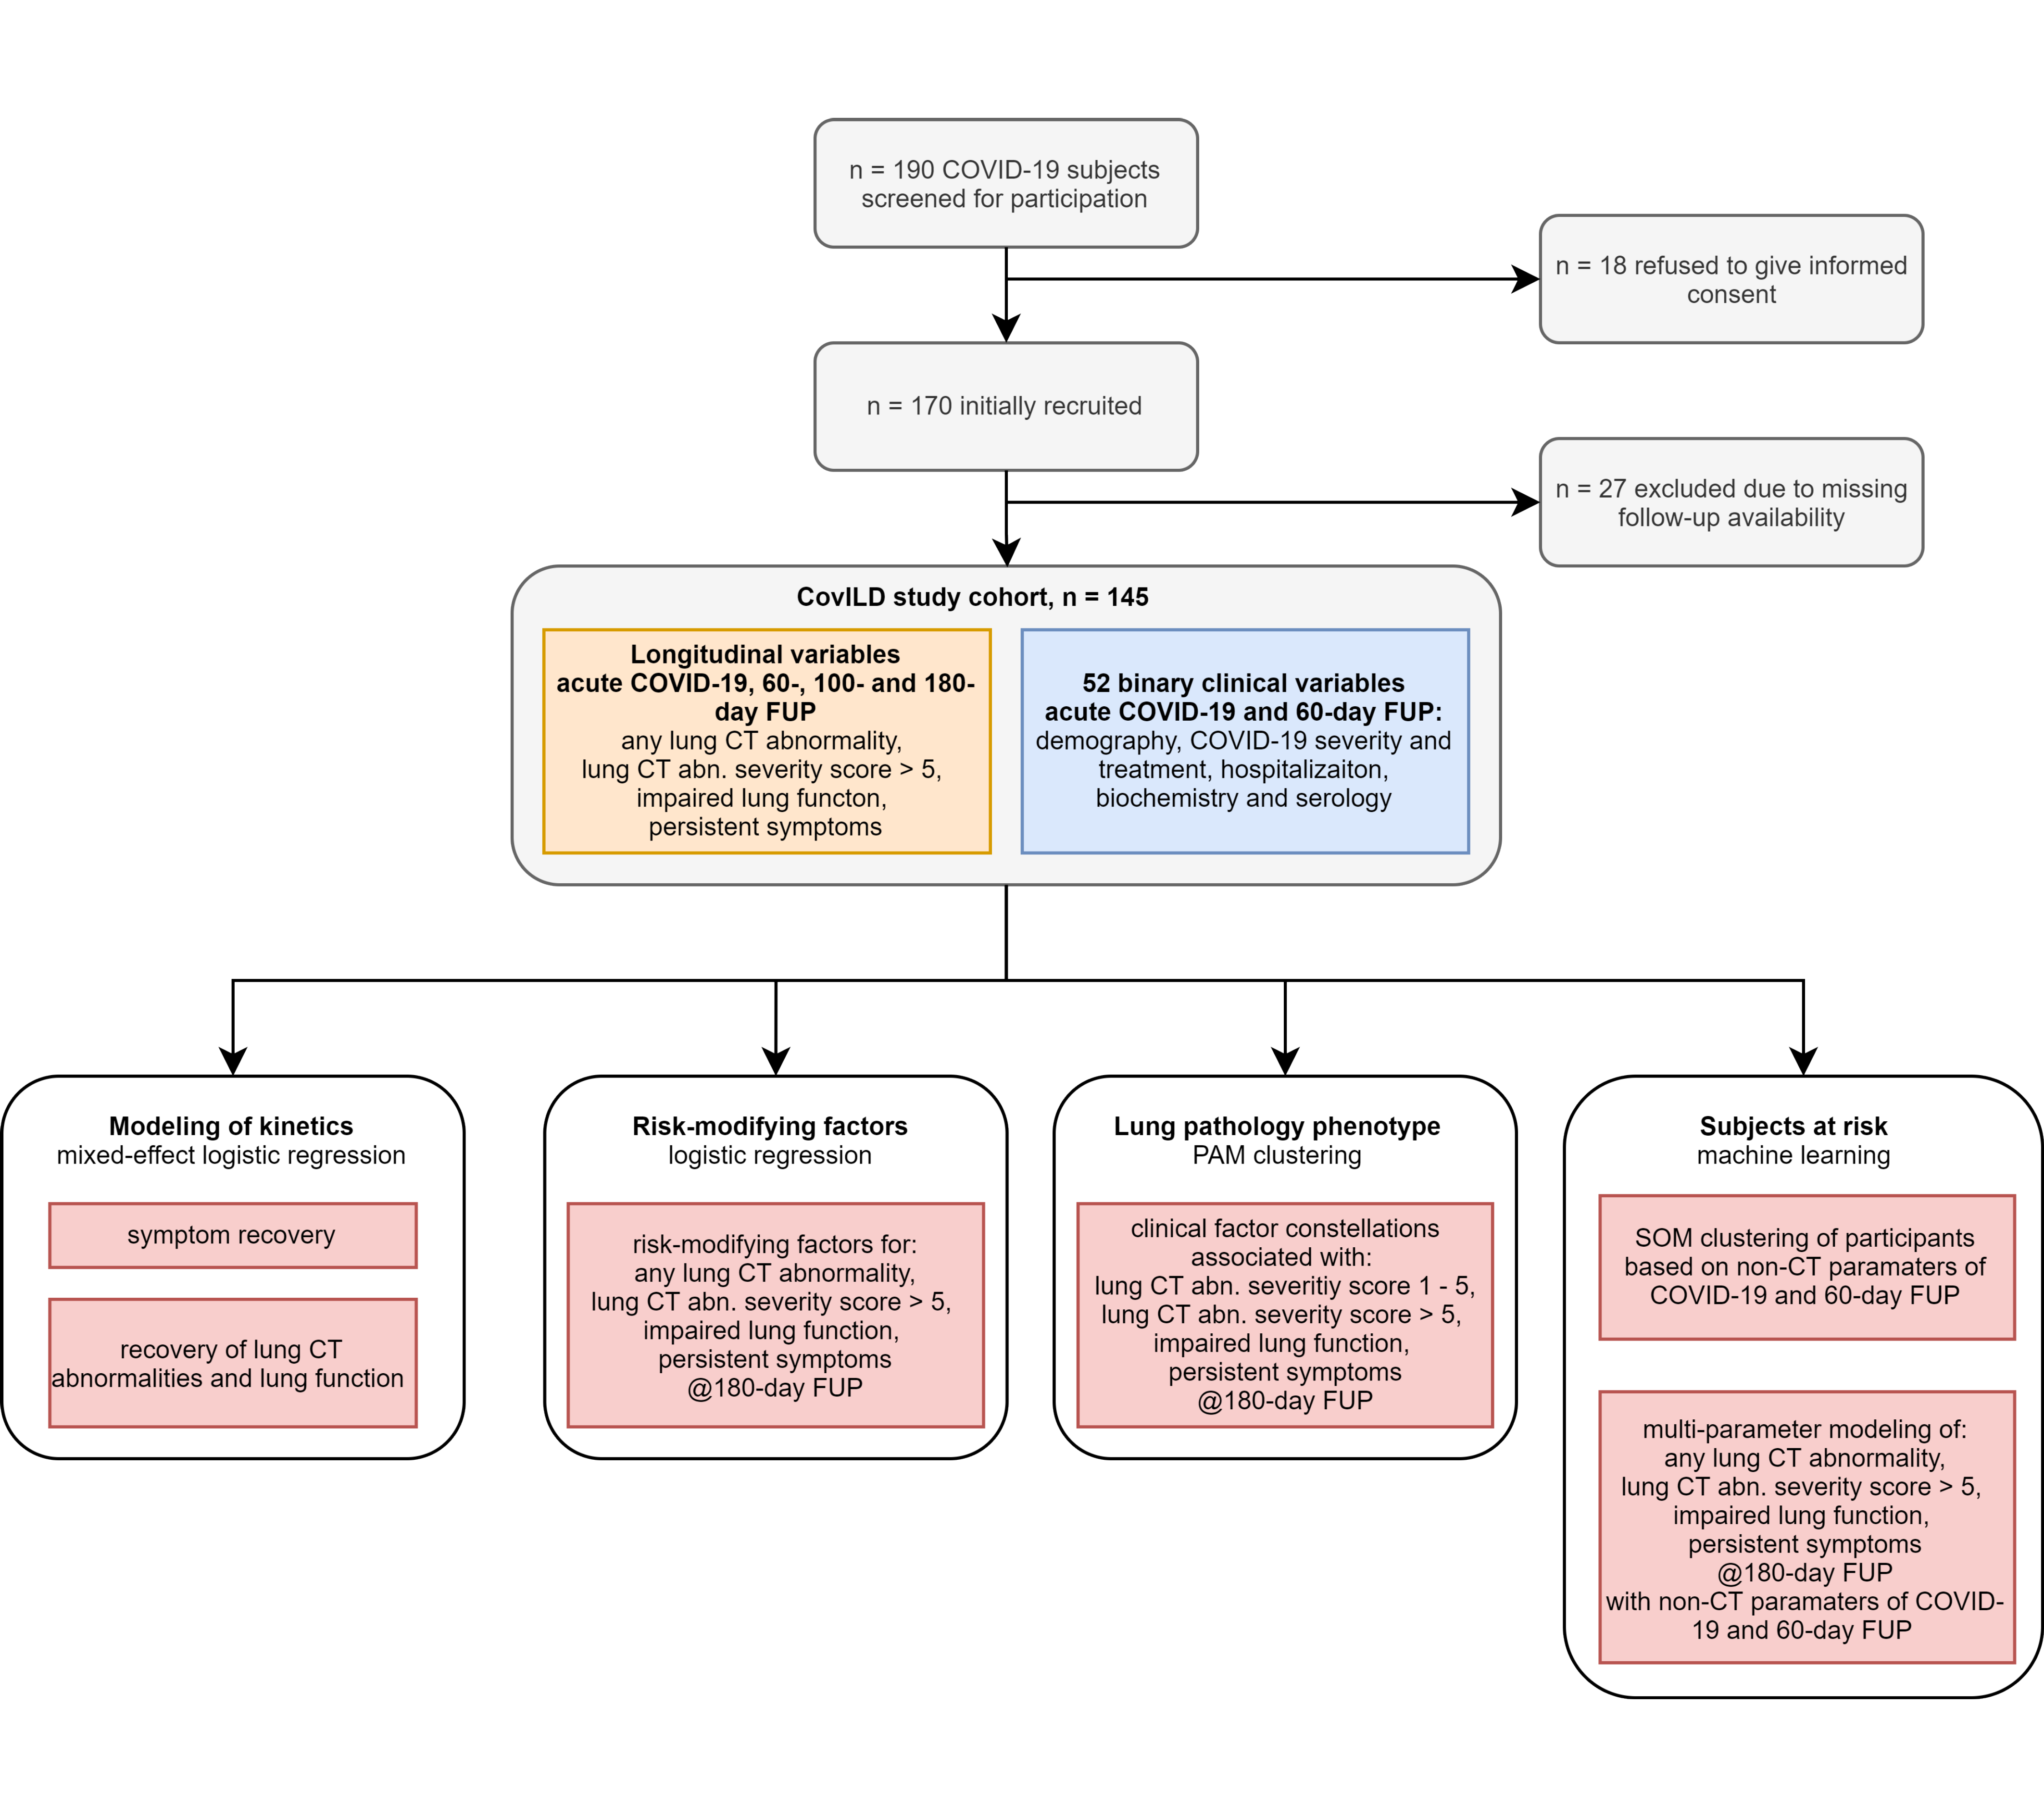 n = 190 COVID-19 subjects
screened for participation
n = 18 refused to give informed
consent
n = 170 initially recruited
n = 27 excluded due to missing
follow-up availability
CovILD study cohort, n = 145
Longitudinal variables
acute COVID-19, 60-, 100- and 180-
day FUP
any lung CT abnormality,
lung CT abn. severity score > 5,
impaired lung functon,
persistent symptoms
52 binary clinical variables
acute COVID-19 and 60-day FUP:
demography, COVID-19 severity and
treatment, hospitalizaiton,
biochemistry and serology
Modeling of kinetics
mixed-effect logistic regression
symptom recovery
recovery of lung CT
abnormalities and lung function
Risk-modifying factors
logistic regression
risk-modifying factors for:
any lung CT abnormality,
lung CT abn. severity score > 5,
impaired lung function,
persistent symptoms
@180-day FUP
Lung pathology phenotype
PAM clustering
clinical factor constellations
associated with:
lung CT abn. severitiy score 1 - 5,
lung CT abn. severity score > 5,
impaired lung function,
persistent symptoms
@180-day FUP
Subjects at risk
machine learning
SOM clustering of participants
based on non-CT paramaters of
COVID-19 and 60-day FUP
multi-parameter modeling of:
any lung CT abnormality,
lung CT abn. severity score > 5,
impaired lung function,
persistent symptoms
@180-day FUP
with non-CT paramaters of COVID-
19 and 60-day FUP